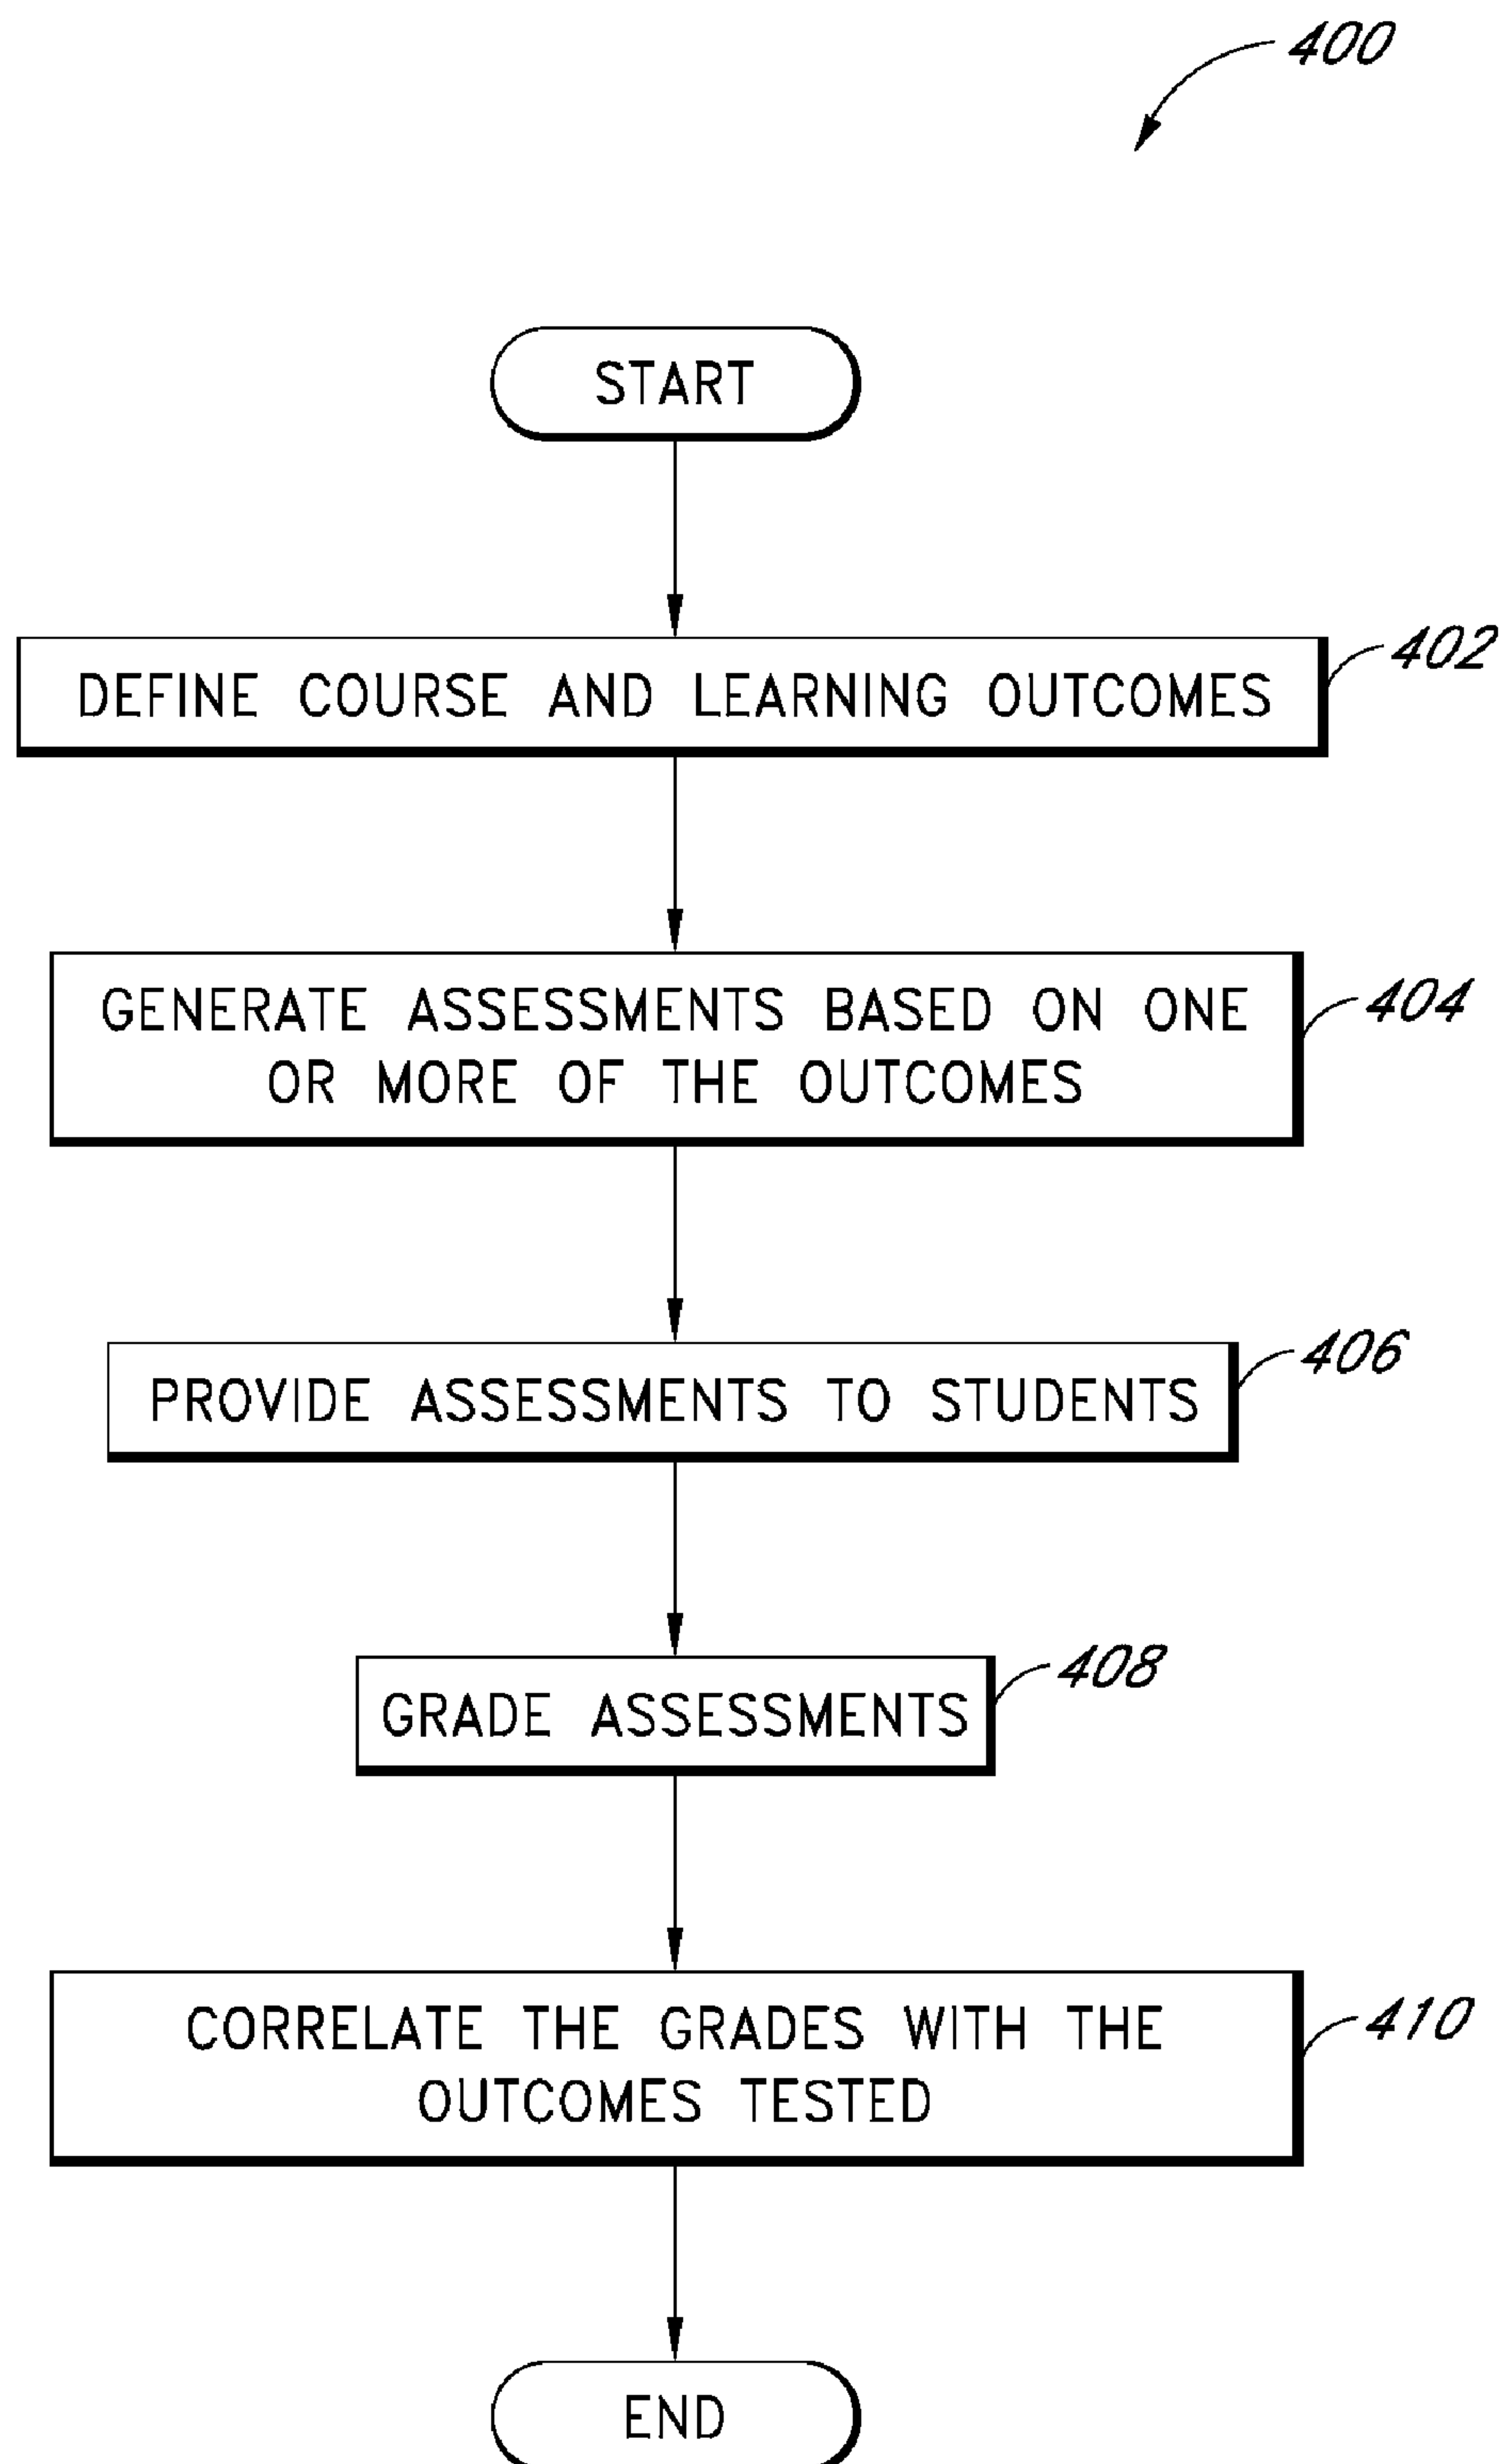 400
START
DEFINE COURSE AND LEARNING OUTCOMES
402
GENERATE ASSESSMENTS BASED ON ONE
OR MORE OF THE OUTCOMES
404
PROVIDE ASSESSMENTS TO STUDENTS
406
GRADE ASSESSMENTS
408
CORRELATE THE GRADES WITH THE
OUTCOMES TESTED
410
END